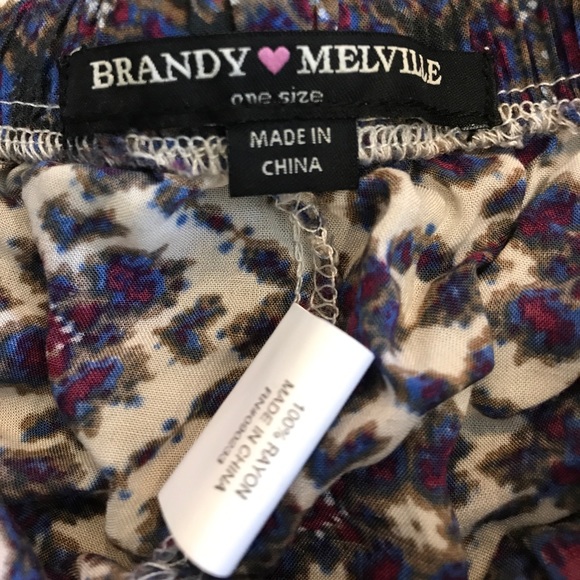 BRANDY ♥ MELVILLE
one size
MADE IN
CHINA
100% RAYON
MADE IN CHINA